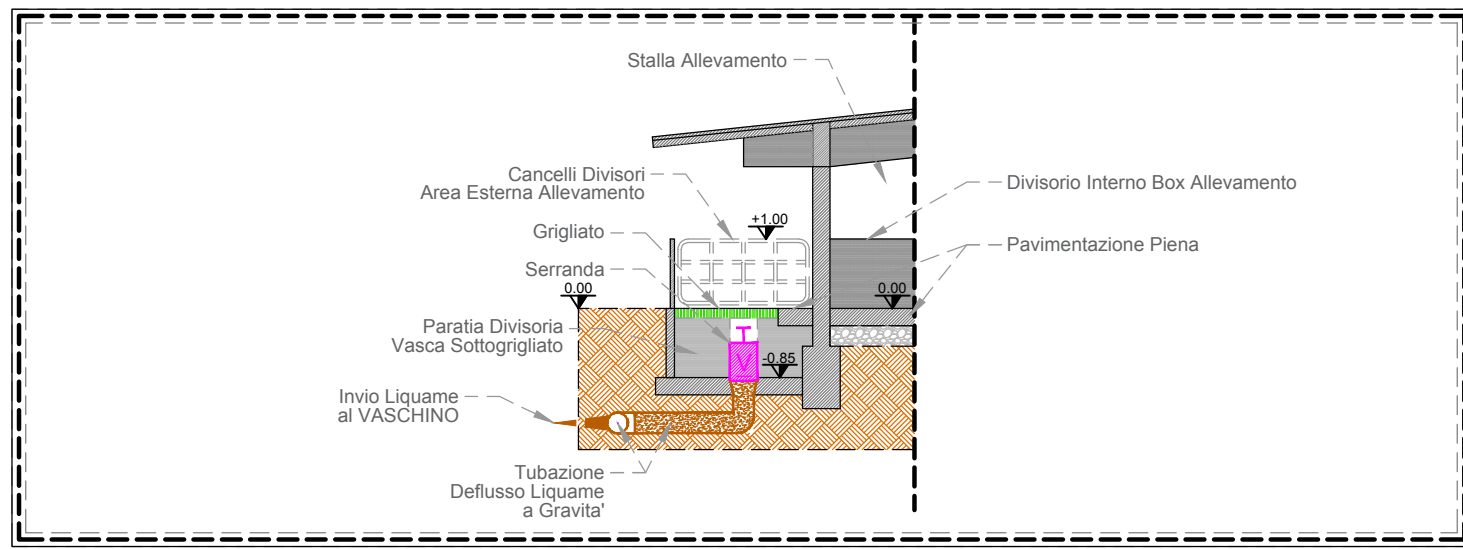 Stalla Allevamento
Cancelli Divisori
Area Esterna Allevamento
Divisorio Interno Box Allevamento
+1.00
Grigliato
Pavimentazione Piena
Serranda
0.00
0.00
Paratia Divisoria
Vasca Sottogrigliato
-0.85
V
Invio Liquame
al VASCHINO
Tubazione
Deflusso Liquame
a Gravita'